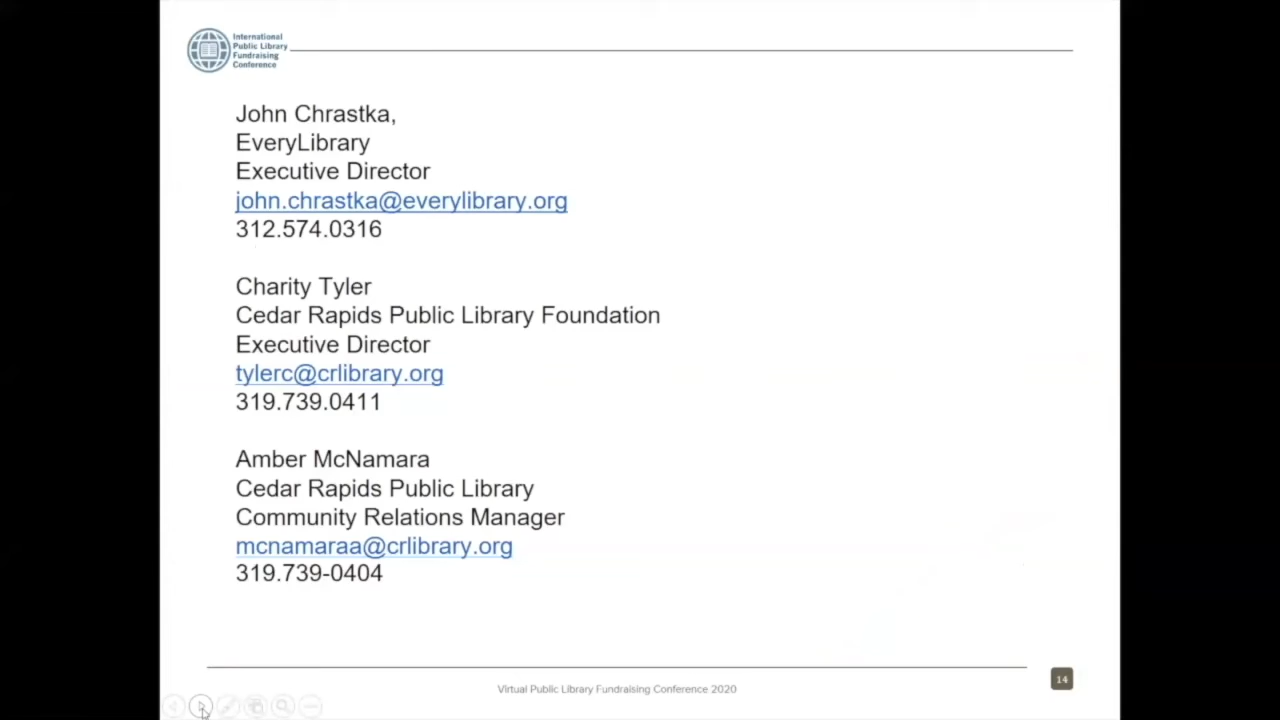 International
Public Library
Fundraising
Conference
John Chrastka,
EveryLibrary
Executive Director
john.chrastka@everylibrary.org
312.574.0316
Charity Tyler
Cedar Rapids Public Library Foundation
Executive Director
tylerc@crlibrary.org
319.739.0411
Amber McNamara
Cedar Rapids Public Library
Community Relations Manager
mcnamaraa@crlibrary.org
319.739-0404
Virtual Public Library Fundraising Conference 2020
14